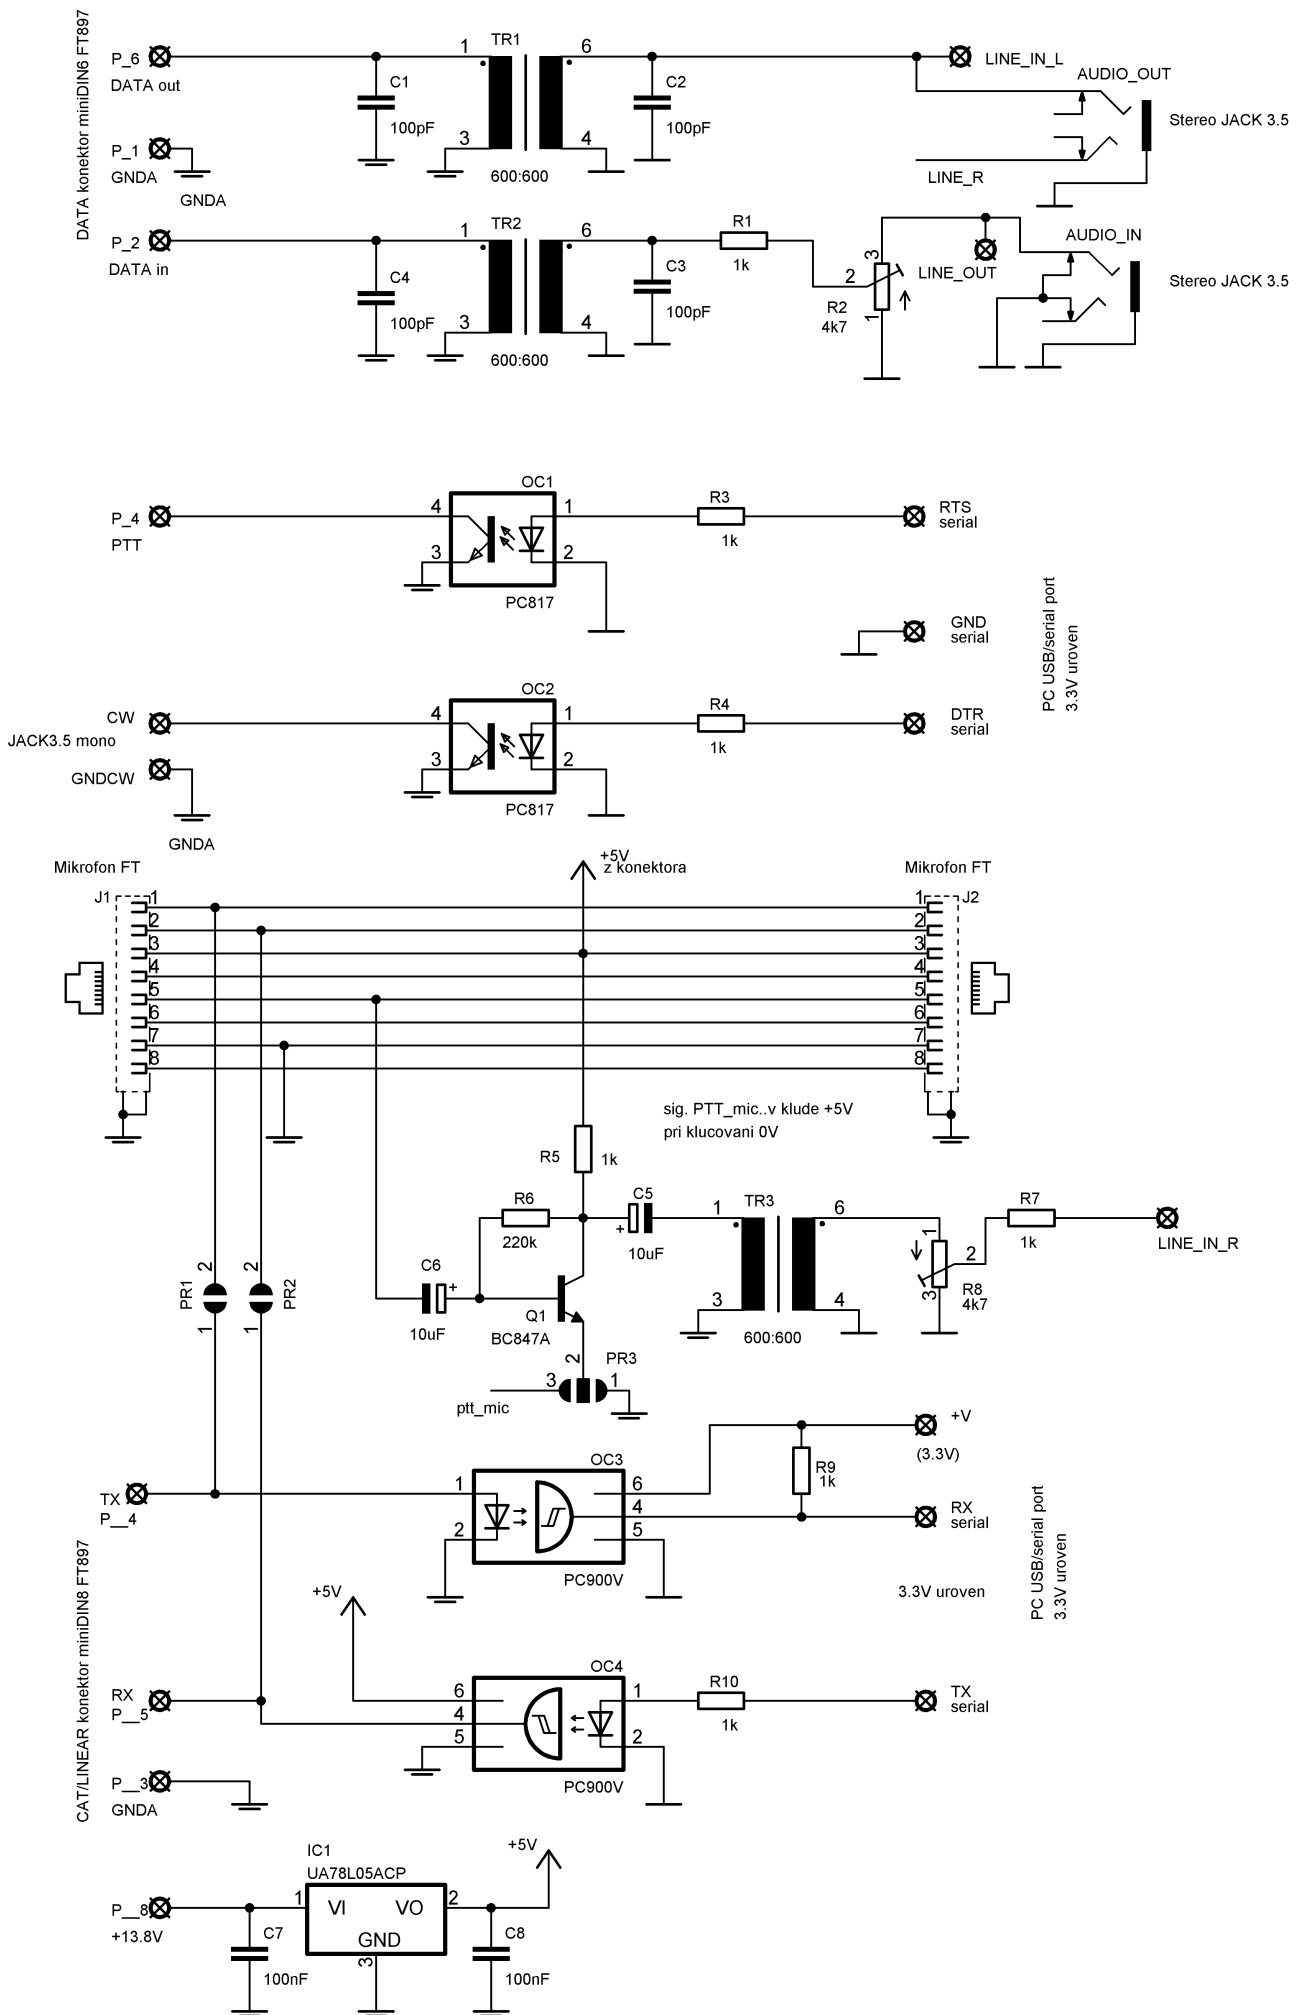 DATA konektor miniDIN6 FT897
P_6
DATA out
1
TR1
6
LINE_IN_L
AUDIO_OUT
C1
100pF
C2
100pF
Stereo JACK 3.5
P_1
GNDA
GNDA
3
4
600:600
LINE_R
P_2
DATA in
1
TR2
6
R1
1k
C4
100pF
C3
100pF
3
4
600:600
2
3
1
R2
4k7
LINE_OUT
AUDIO_IN
Stereo JACK 3.5
P_4
PTT
OC1
4
3
1
2
PC817
R3
1k
RTS
serial
GND
serial
PC USB/serial port
3.3V uroven
CW
JACK3.5 mono
GNDCW
GNDA
OC2
4
3
1
2
PC817
R4
1k
DTR
serial
Mikrofon FT
J1
1
2
3
4
5
6
7
8
+5V
z konektora
Mikrofon FT
J2
1
2
3
4
5
6
7
8
sig. PTT_mic..v klude +5V
pri klucovani 0V
R5
1k
R6
220k
C5
+
10uF
1
TR3
6
3
4
600:600
R7
1k
LINE_IN_R
1
2
3
R8
4k7
C6
+
10uF
Q1
BC847A
PR1
2
1
PR2
2
1
PR3
2
3
1
ptt_mic
TX
P__4
OC3
1
2
6
4
5
PC900V
R9
1k
+V
(3.3V)
RX
serial
3.3V uroven
PC USB/serial port
3.3V uroven
CAT/LINEAR konektor miniDIN8 FT897
+5V
RX
P__5
OC4
6
4
5
1
2
PC900V
R10
1k
TX
serial
P__3
GNDA
IC1
UA78L05ACP
+5V
P__8
+13.8V
1
VI
VO
2
GND
3
C7
100nF
C8
100nF